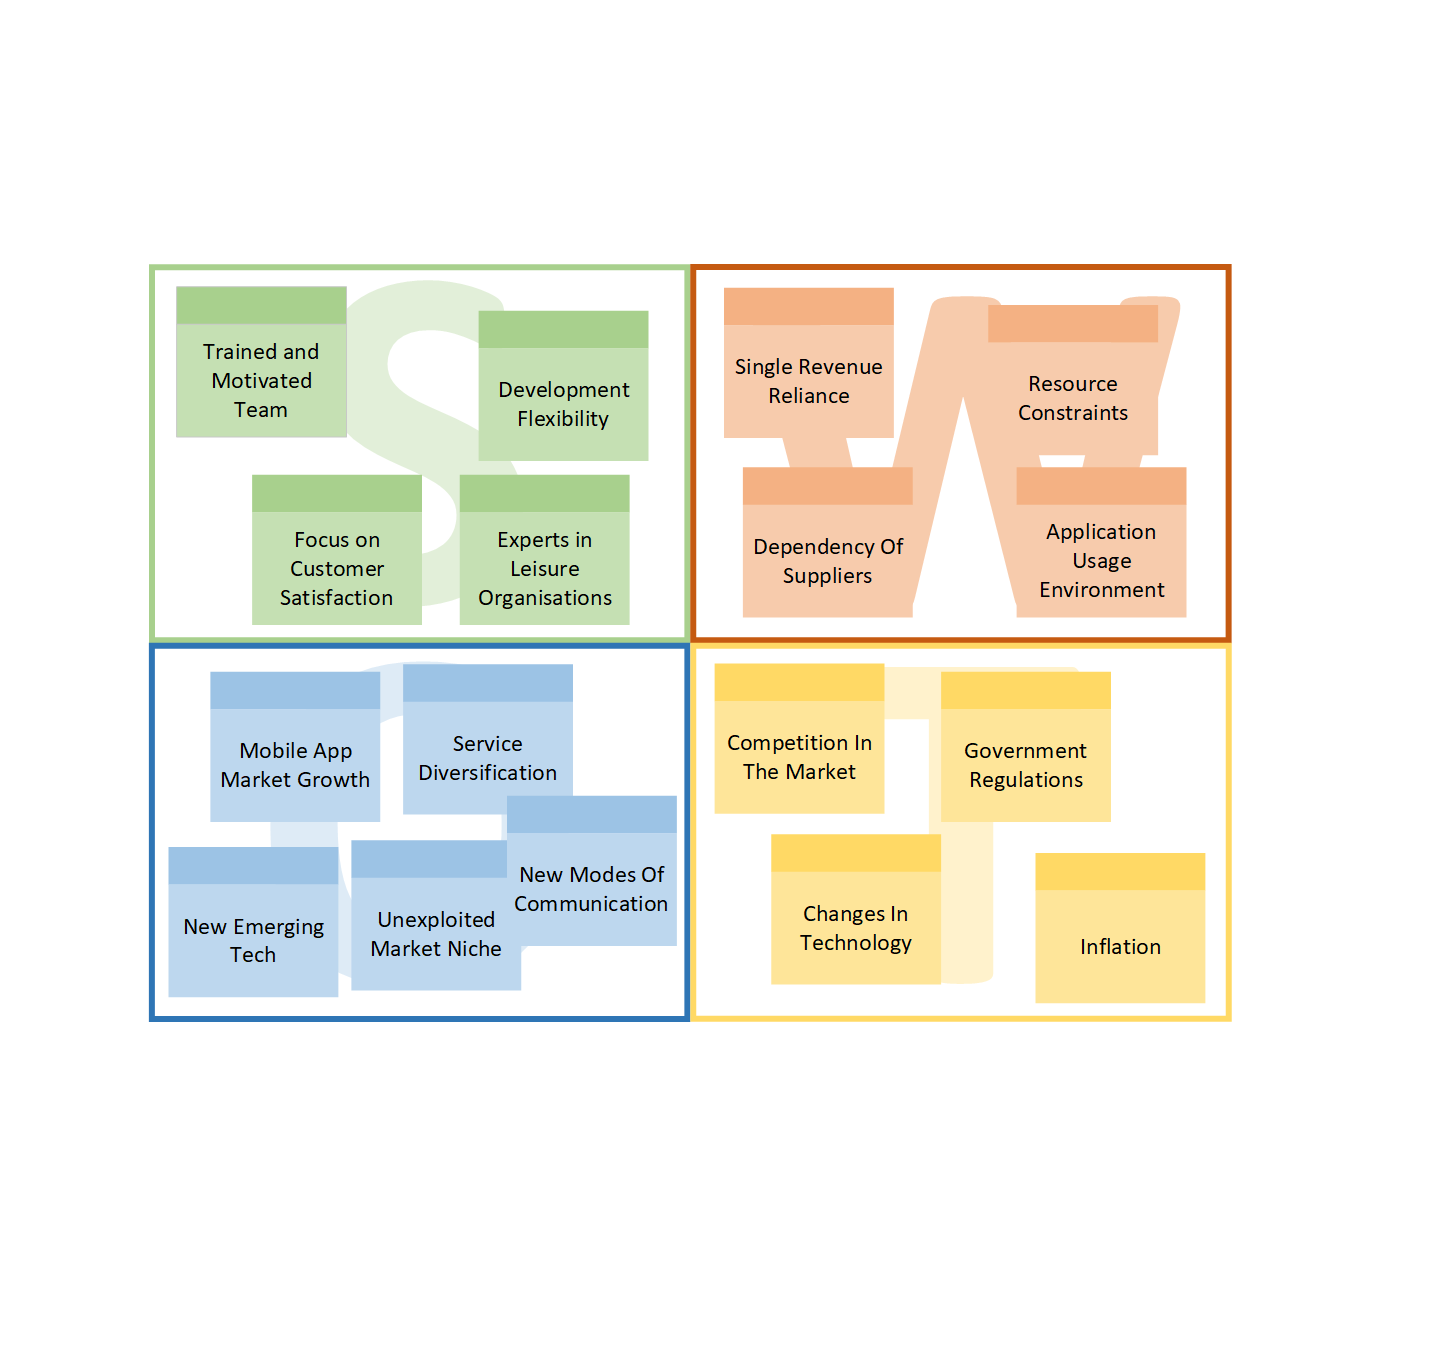 S
Trained and
Motivated
Team
Development
Flexibility
Focus on
Customer
Satisfaction
Experts in
Leisure
Organisations
W
Single Revenue
Reliance
Resource
Constraints
Dependency Of
Suppliers
Application
Usage
Environment
O
Mobile App
Market Growth
Service
Diversification
New Modes Of
Communication
New Emerging
Tech
Unexploited
Market Niche
T
Competition In
The Market
Government
Regulations
Changes In
Technology
Inflation